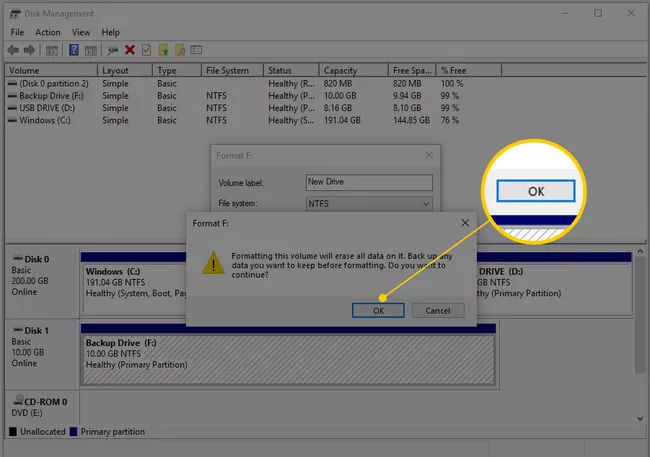 Disk Management
File Action View Help
Volume Layout Type File System Status Capacity Free Spa... % Free
(Disk 0 partition 2) Simple Basic Healthy (R... 820 MB 820 MB 100 %
Backup Drive (F:) Simple Basic NTFS Healthy (P... 10.00 GB 9.94 GB 99 %
USB DRIVE (D:) Simple Basic NTFS Healthy (P... 8.16 GB 8.10 GB 99 %
Windows (C:) Simple Basic NTFS Healthy (S... 191.04 GB 144.85 GB 76 %
Format F:
Volume label: New Drive
File system: NTFS
OK
Format F:
Formatting this volume will erase all data on it. Back up any
data you want to keep before formatting. Do you want to
continue?
OK Cancel
Disk 0
Basic
200.00 GB
Online
Windows (C:)
191.04 GB NTFS
Healthy (System, Boot, Pag
DRIVE (D:)
NTFS
(Primary Partition)
Disk 1
Basic
10.00 GB
Online
Backup Drive (F:)
10.00 GB NTFS
Healthy (Primary Partition)
CD-ROM 0
DVD (E:)
Unallocated Primary partition